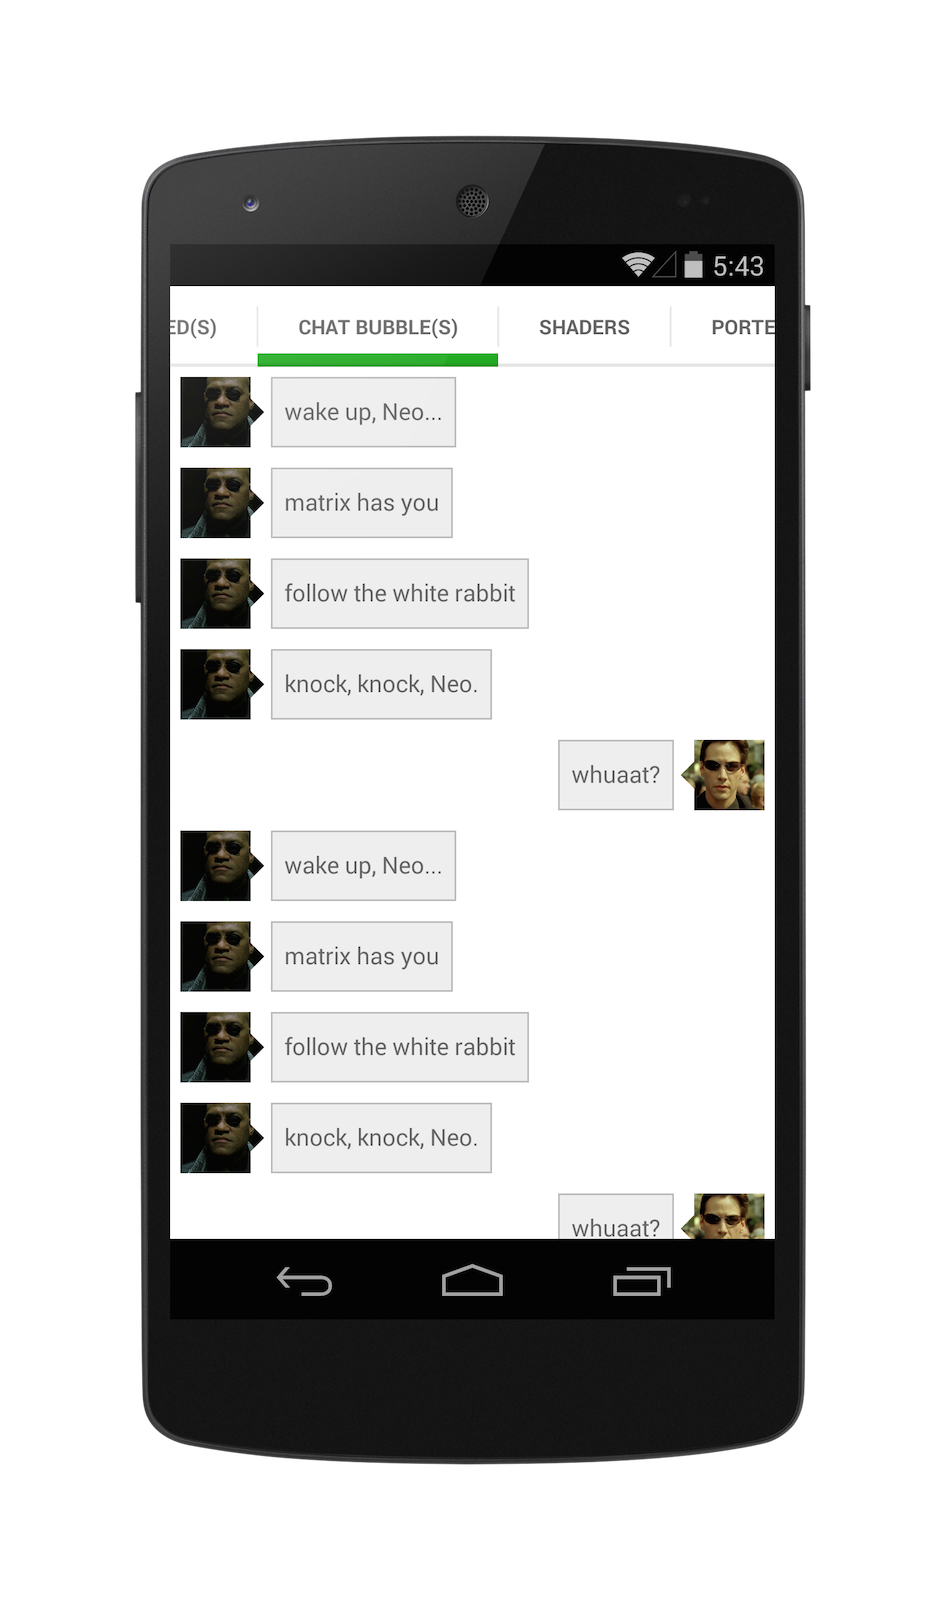 5:43
ED(S)
CHAT BUBBLE(S)
SHADERS
PORTE
wake up, Neo...
matrix has you
follow the white rabbit
knock, knock, Neo.
whuaat?
wake up, Neo...
matrix has you
follow the white rabbit
knock, knock, Neo.
whuaat?